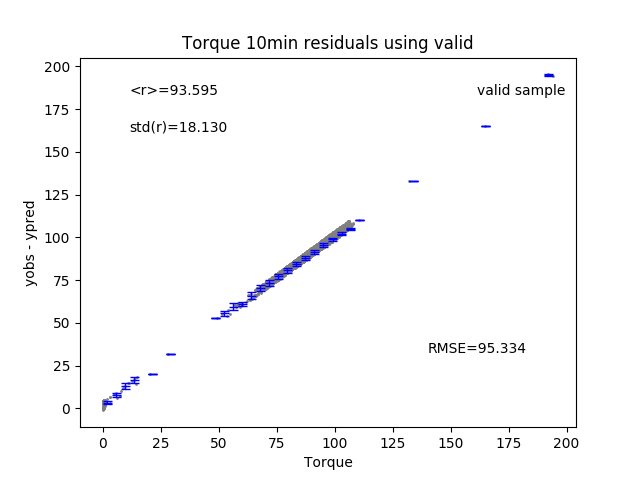 Torque 10min residuals using valid
200
<r>=93.595
valid sample
175
std(r)=18.130
150
125
yobs - ypred
100
75
50
RMSE=95.334
25
0
0 25 50 75 100 125 150 175 200
Torque